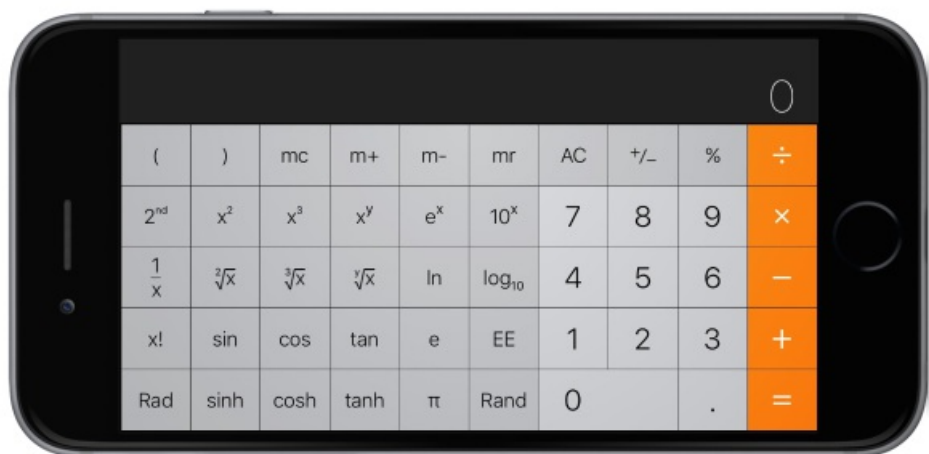 0
( ) mc m+ m- mr AC +/− % ÷
2ⁿᵈ x² x³ xʸ eˣ 10ˣ 7 8 9 ×
1/x ²√x ³√x ʸ√x ln log₁₀ 4 5 6 −
x! sin cos tan e EE 1 2 3 +
Rad sinh cosh tanh π Rand 0 . =